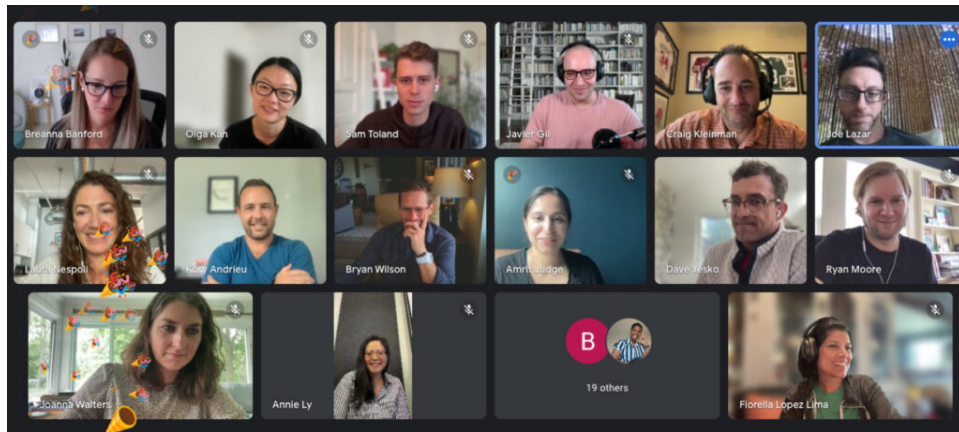 Breanna Banford
Olga Kan
Sam Toland
Javier Gil
Craig Kleinman
Joe Lazar
Laura Nespoli
Kory Andrieu
Bryan Wilson
Amrit Judge
Dave Yesko
Ryan Moore
Joanna Walters
Annie Ly
B
19 others
Fiorella Lopez Lima